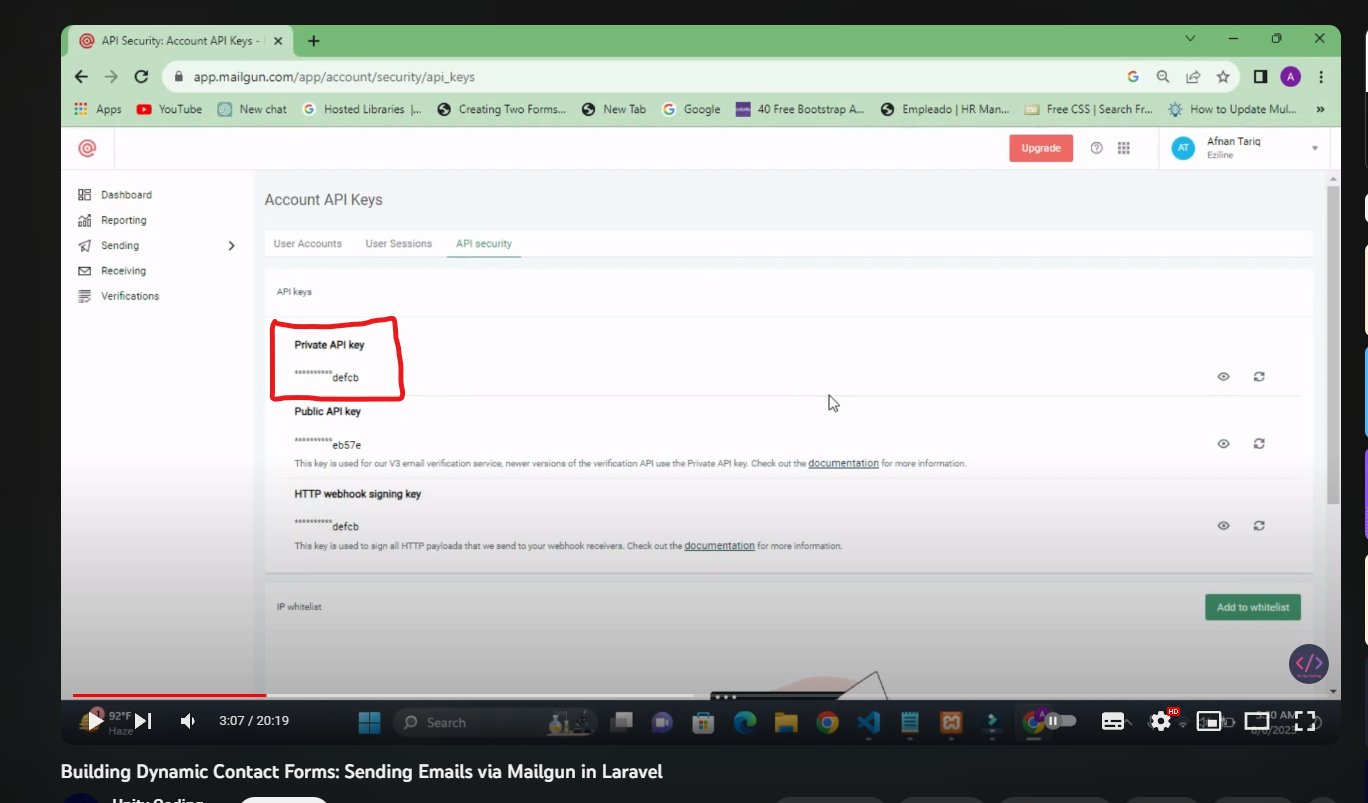 API Security: Account API Keys -
app.mailgun.com/app/account/security/api_keys
A
Apps YouTube New chat Hosted Libraries |... Creating Two Forms... New Tab Google 40 Free Bootstrap A... Empleado | HR Man... Free CSS | Search Fr... How to Update Mul... »
Upgrade
AT
Afnan Tariq
Eziline
Dashboard
Reporting
Sending
Receiving
Verifications
Account API Keys
User Accounts User Sessions API security
API keys
Private API key
**********defcb
Public API key
**********eb57e
This key is used for our V3 email verification service, newer versions of the verification API use the Private API key. Check out the documentation for more information.
HTTP webhook signing key
**********defcb
This key is used to sign all HTTP payloads that we send to your webhook receivers. Check out the documentation for more information.
IP whitelist
Add to whitelist
92°F
Haze
3:07 / 20:19
Search
HD
Building Dynamic Contact Forms: Sending Emails via Mailgun in Laravel
Unity Coding